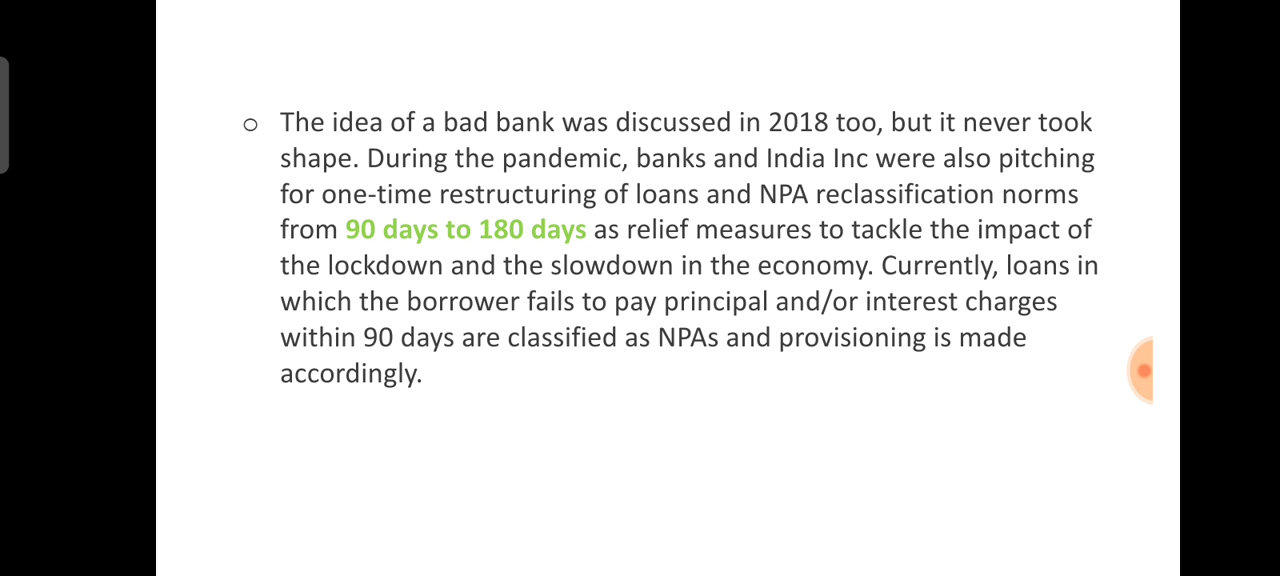 o The idea of a bad bank was discussed in 2018 too, but it never took
shape. During the pandemic, banks and India Inc were also pitching
for one-time restructuring of loans and NPA reclassification norms
from 90 days to 180 days as relief measures to tackle the impact of
the lockdown and the slowdown in the economy. Currently, loans in
which the borrower fails to pay principal and/or interest charges
within 90 days are classified as NPAs and provisioning is made
accordingly.